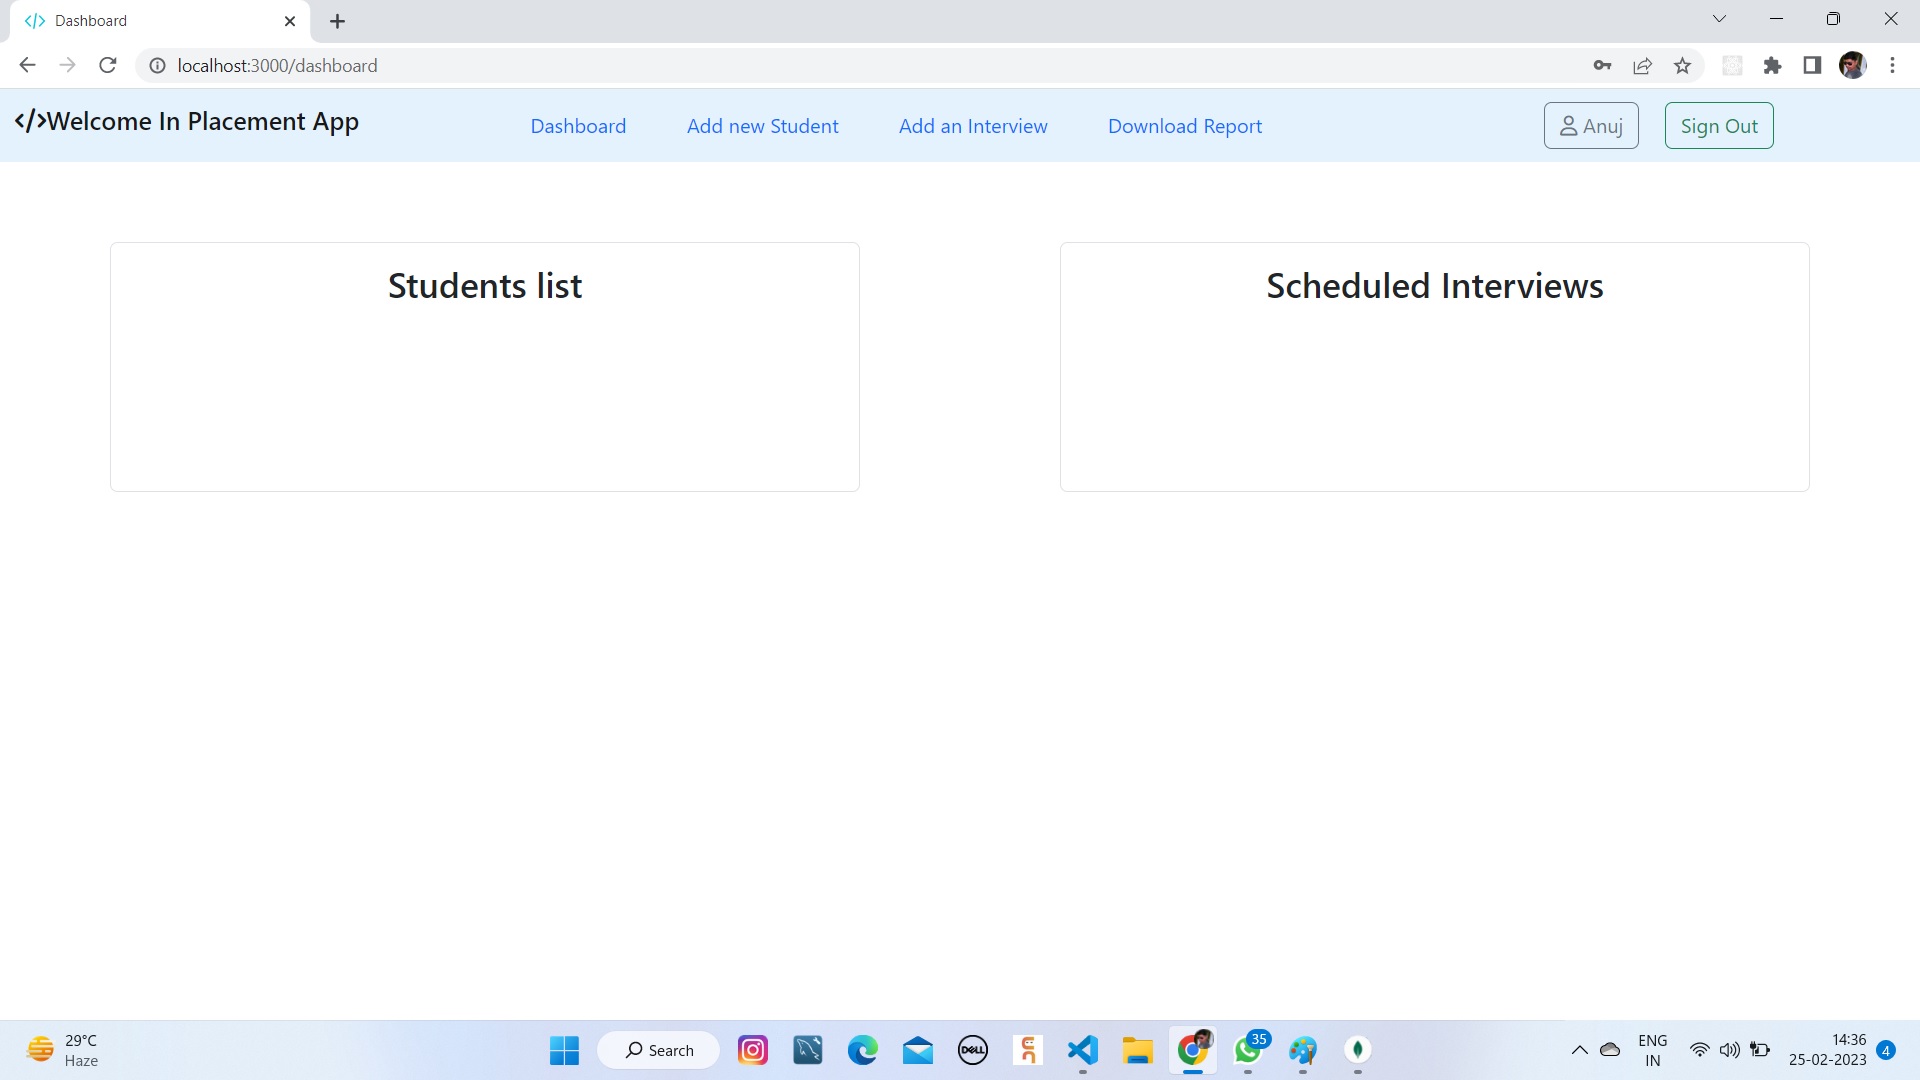 Dashboard
localhost:3000/dashboard
</>Welcome In Placement App
Dashboard
Add new Student
Add an Interview
Download Report
Anuj
Sign Out
Students list
Scheduled Interviews
29°C
Haze
Search
DELL
35
ENG
IN
14:36
25-02-2023
4